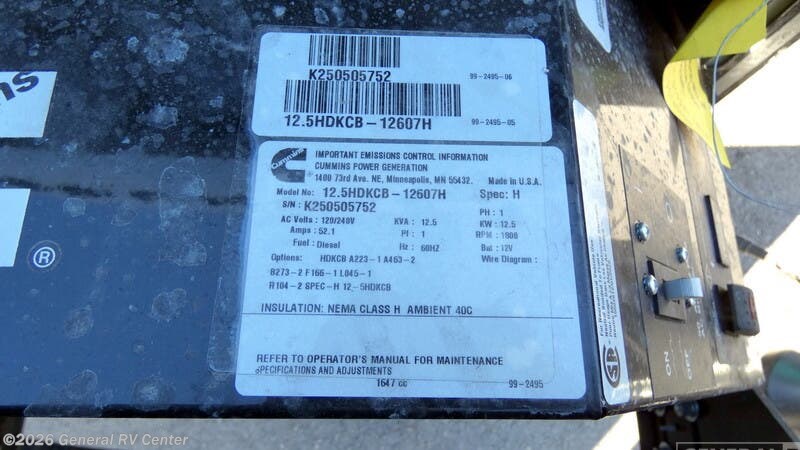 K250505752
99-2495-06
12.5HDKCB-12607H
99-2495-05
Cummins
IMPORTANT EMISSIONS CONTROL INFORMATION
CUMMINS POWER GENERATION
1400 73rd Ave. NE, Minneapolis, MN 55432. Made in U.S.A.
Model No: 12.5HDKCB-12607H Spec: H
S/N: K250505752 PH: 1
AC Volts: 120/240V KVA: 12.5 KW: 12.5
Amps: 52.1 Pf: 1 RPM: 1800
Fuel: Diesel Hz: 60HZ Bat: 12V
Options: HDKCB A223-1 A463-2 Wire Diagram:
B273-2 F166-1 L045-1
R104-2 SPEC-H 12_-5HDKCB
INSULATION: NEMA CLASS H AMBIENT 40C
REFER TO OPERATOR'S MANUAL FOR MAINTENANCE
SPECIFICATIONS AND ADJUSTMENTS
1647 cc 99-2495
®
ON
OFF
©2026 General RV Center